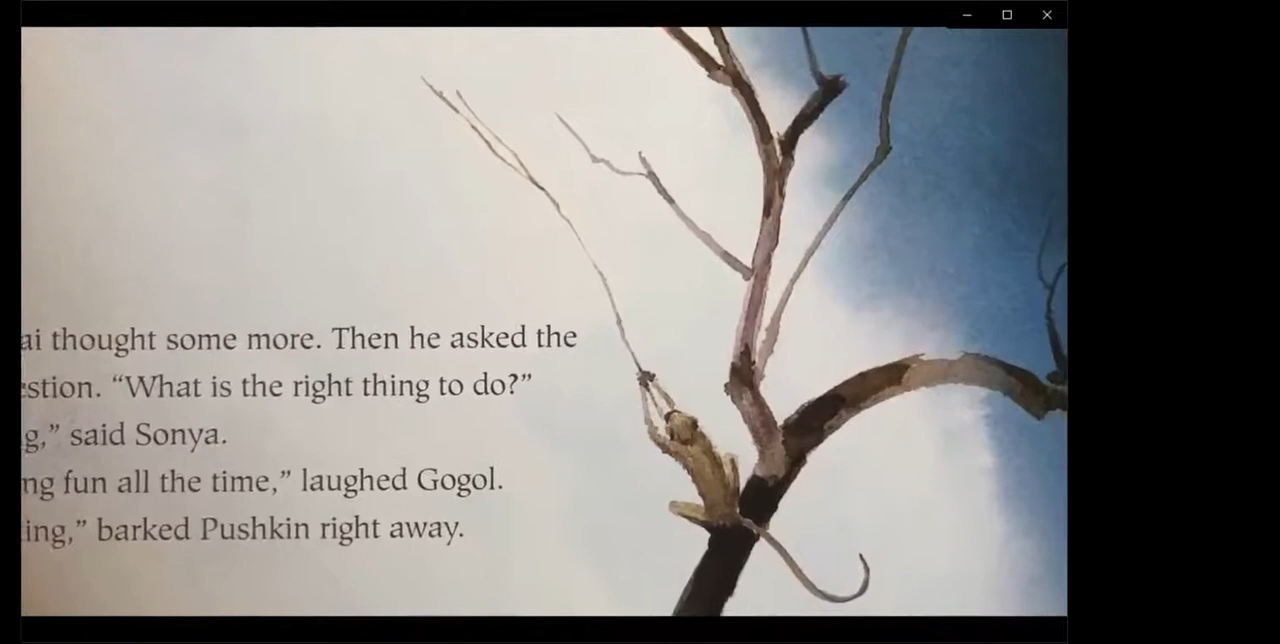 ai thought some more. Then he asked the
stion. “What is the right thing to do?”
g,” said Sonya.
ng fun all the time,” laughed Gogol.
ing,” barked Pushkin right away.